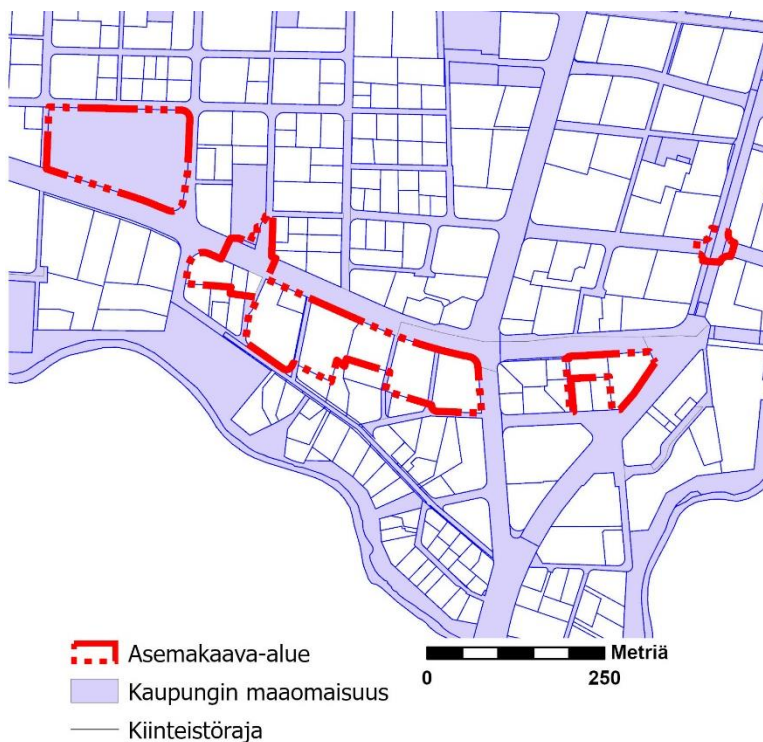 Asemakaava-alue
Kaupungin maaomaisuus
Kiinteistöraja
Metriä
0 250